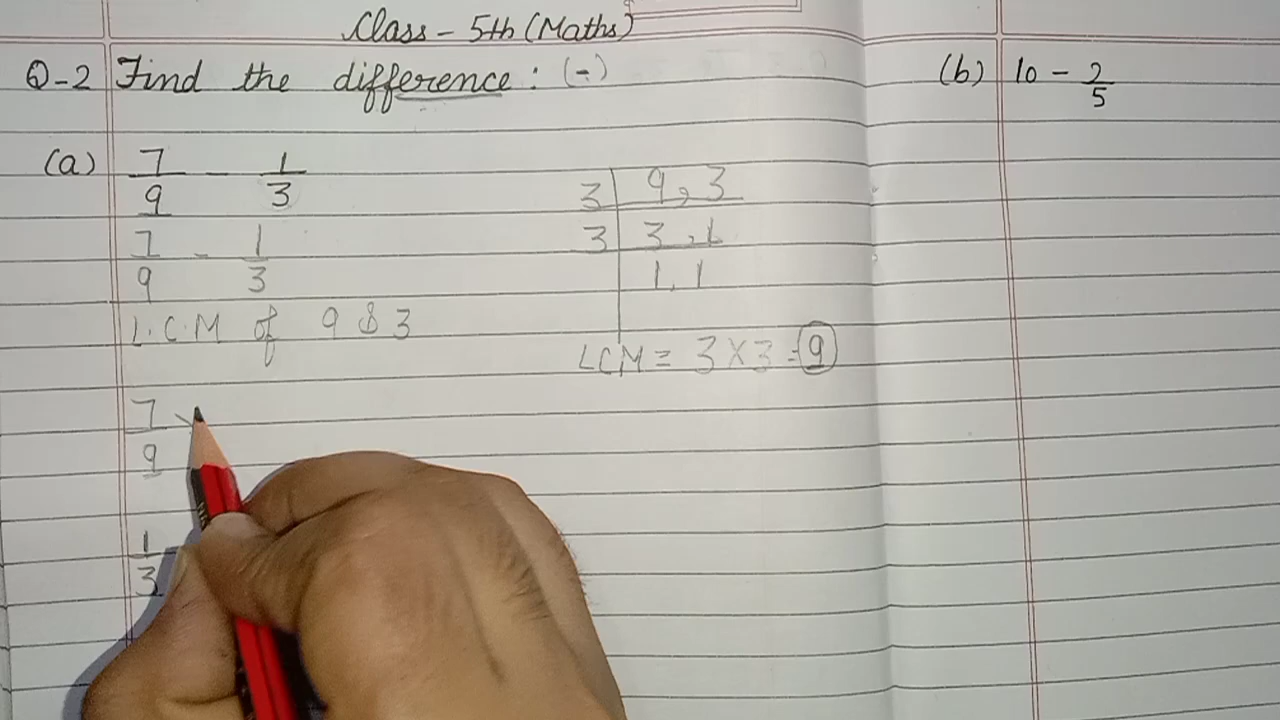 Class - 5th (Maths)
Q-2 Find the difference : (-)
(a) 7/9 - 1/3
7/9 - 1/3
L.C.M of 9 & 3
7/9 ×
1/3
3 | 9, 3
3 | 3, 1
1, 1
LCM = 3 × 3 = 9
(b) 10 - 2/5